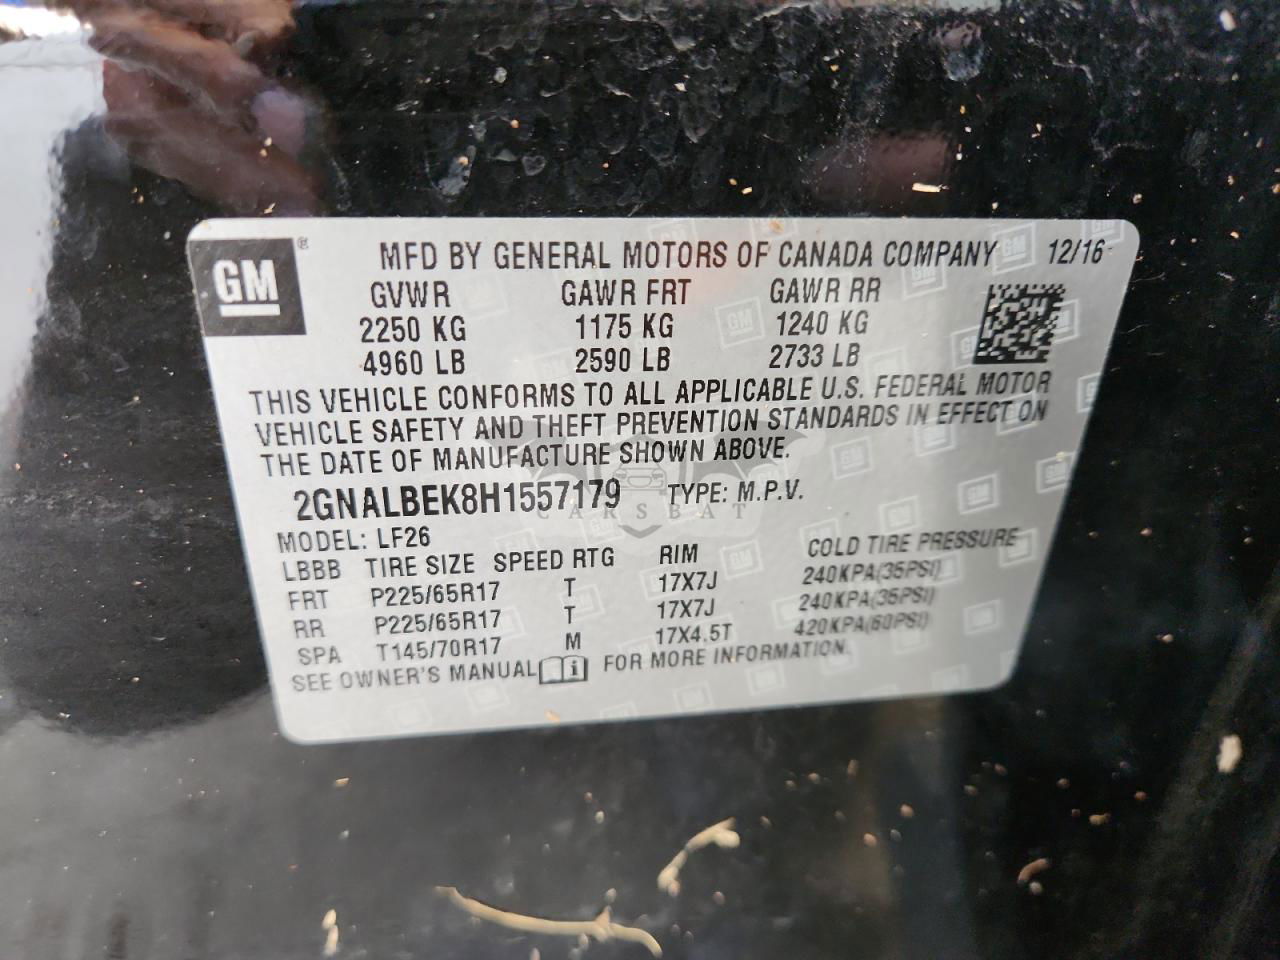 GM ® MFD BY GENERAL MOTORS OF CANADA COMPANY 12/16
GVWR GAWR FRT GAWR RR
2250 KG 1175 KG 1240 KG
4960 LB 2590 LB 2733 LB
THIS VEHICLE CONFORMS TO ALL APPLICABLE U.S. FEDERAL MOTOR
VEHICLE SAFETY AND THEFT PREVENTION STANDARDS IN EFFECT ON
THE DATE OF MANUFACTURE SHOWN ABOVE.
2GNALBEK8H1557179 TYPE: M.P.V.
CARSBAT
MODEL: LF26
LBBB TIRE SIZE SPEED RTG RIM COLD TIRE PRESSURE
FRT P225/65R17 T 17X7J 240KPA(35PSI)
RR P225/65R17 T 17X7J 240KPA(35PSI)
SPA T145/70R17 M 17X4.5T 420KPA(60PSI)
SEE OWNER'S MANUAL FOR MORE INFORMATION.